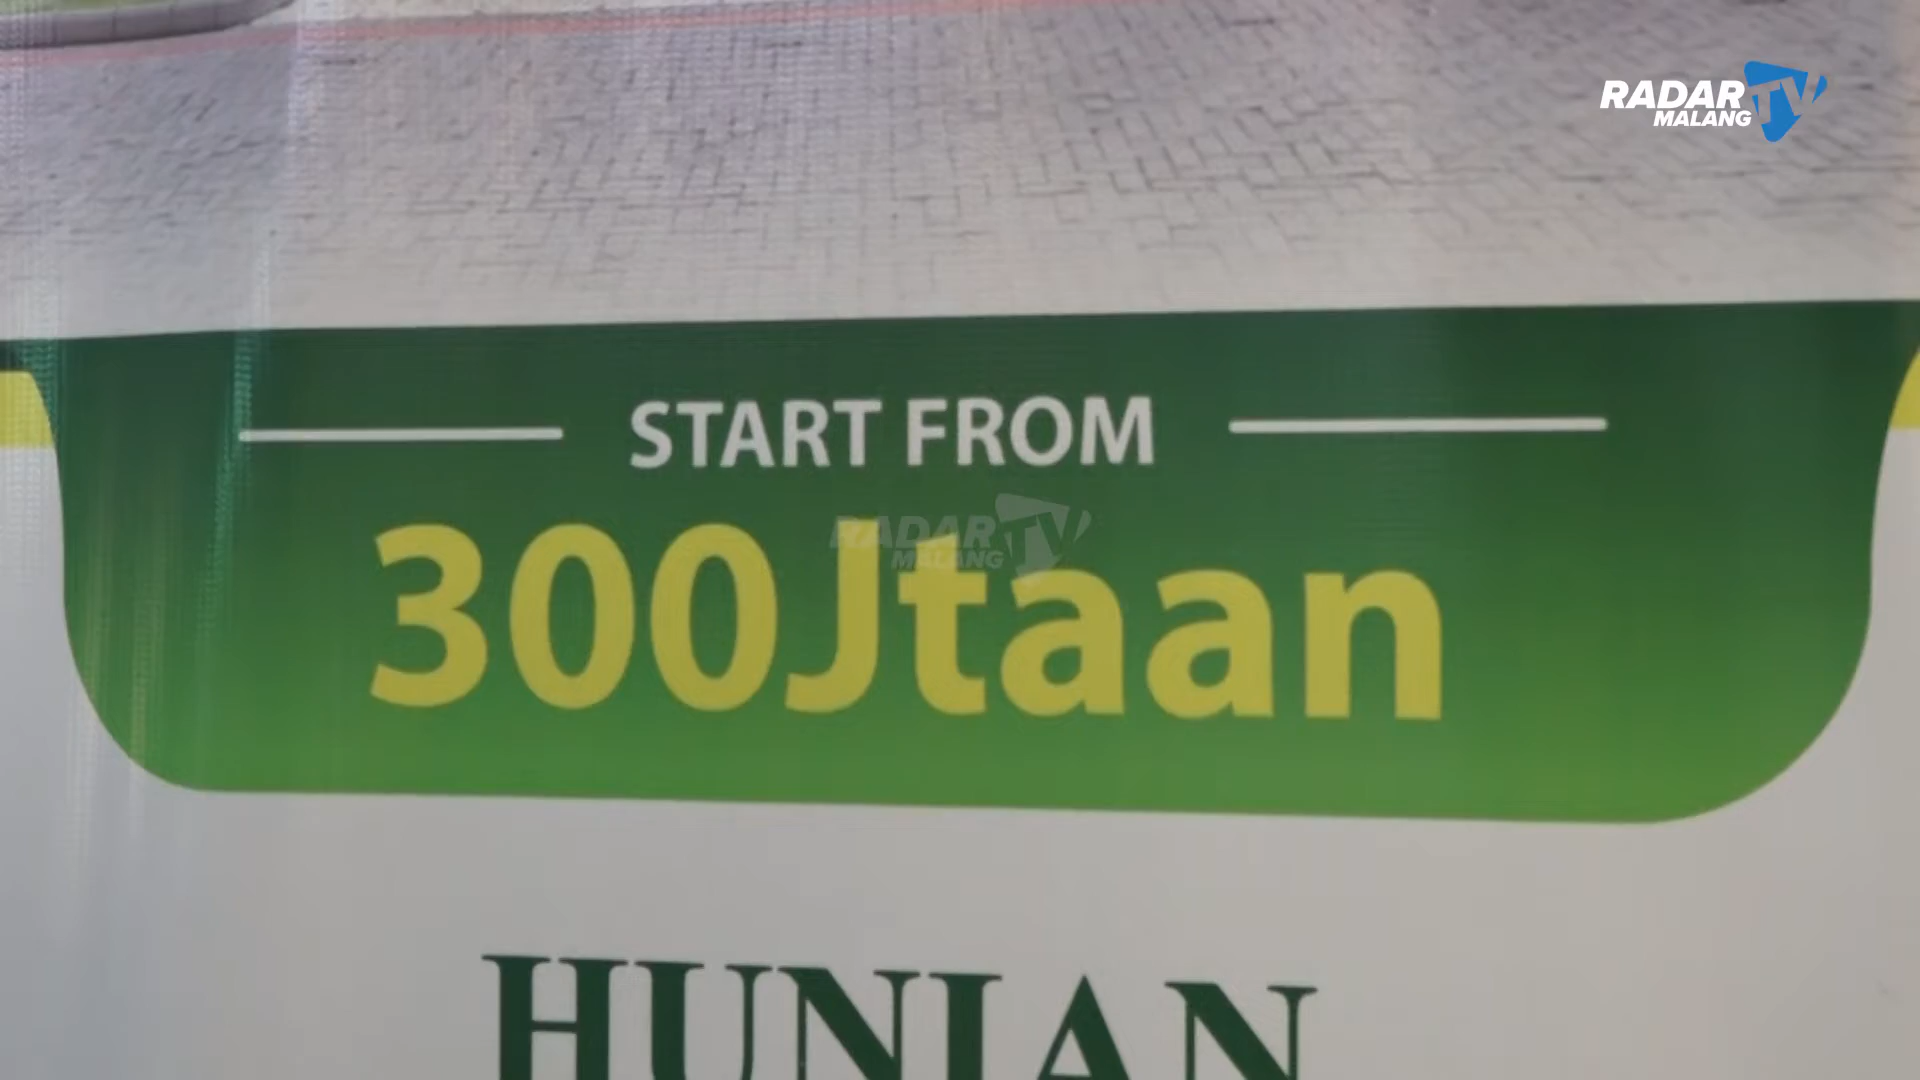 RADAR TV
MALANG
START FROM
300Jtaan
RADAR TV
MALANG
HUNIAN